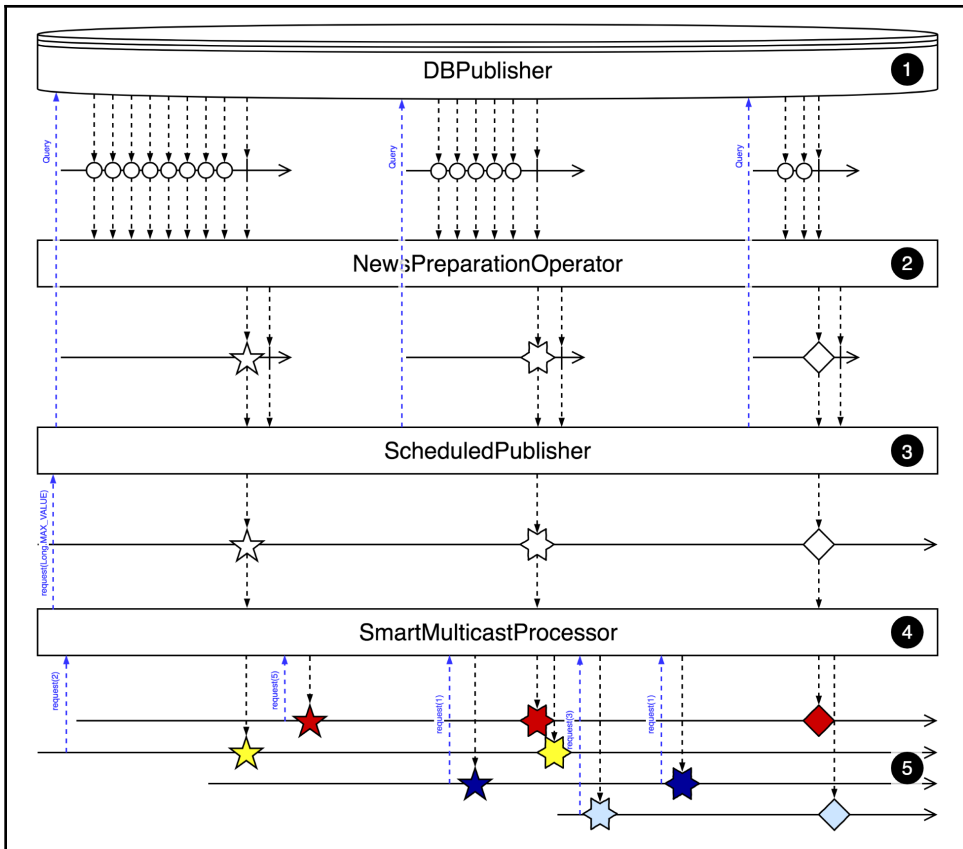 DBPublisher
1
Query
Query
Query
NewsPreparationOperator
2
ScheduledPublisher
3
request(Long.MAX_VALUE)
SmartMulticastProcessor
4
request(2)
request(5)
request(1)
request(3)
request(1)
5